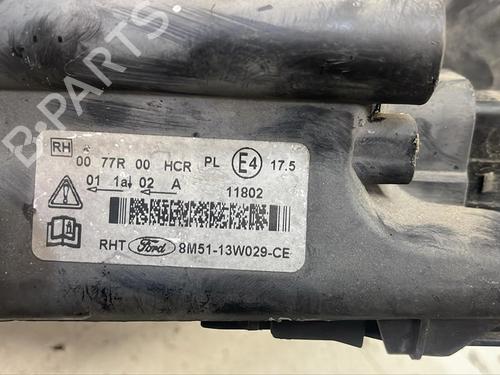 B-PARTS
RH
00 77R 00 HCR PL E4 17.5
01 1a 02 A 11802
RHT Ford 8M51-13W029-CE